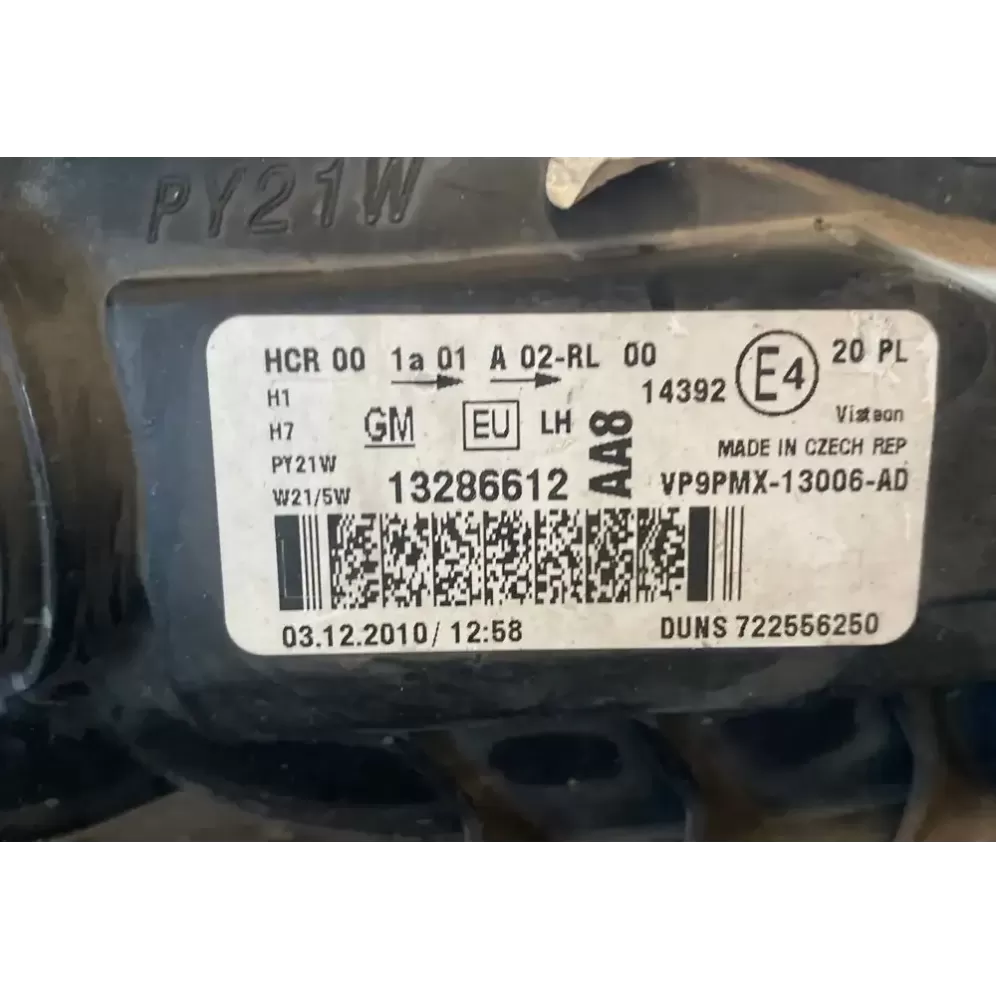 PY21W
HCR 00 1a 01 A 02-RL 00 E4 20 PL
14392
H1
H7
PY21W
W21/5W
GM EU LH AA8
Visteon
MADE IN CZECH REP
13286612 VP9PMX-13006-AD
03.12.2010/ 12:58 DUNS 722556250